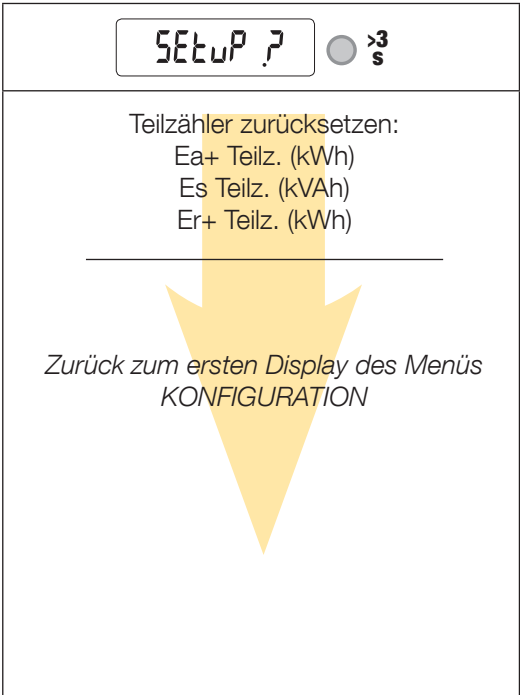 SEtuP ? >3 s
Teilzähler zurücksetzen:
Ea+ Teilz. (kWh)
Es Teilz. (kVAh)
Er+ Teilz. (kWh)
Zurück zum ersten Display des Menüs
KONFIGURATION